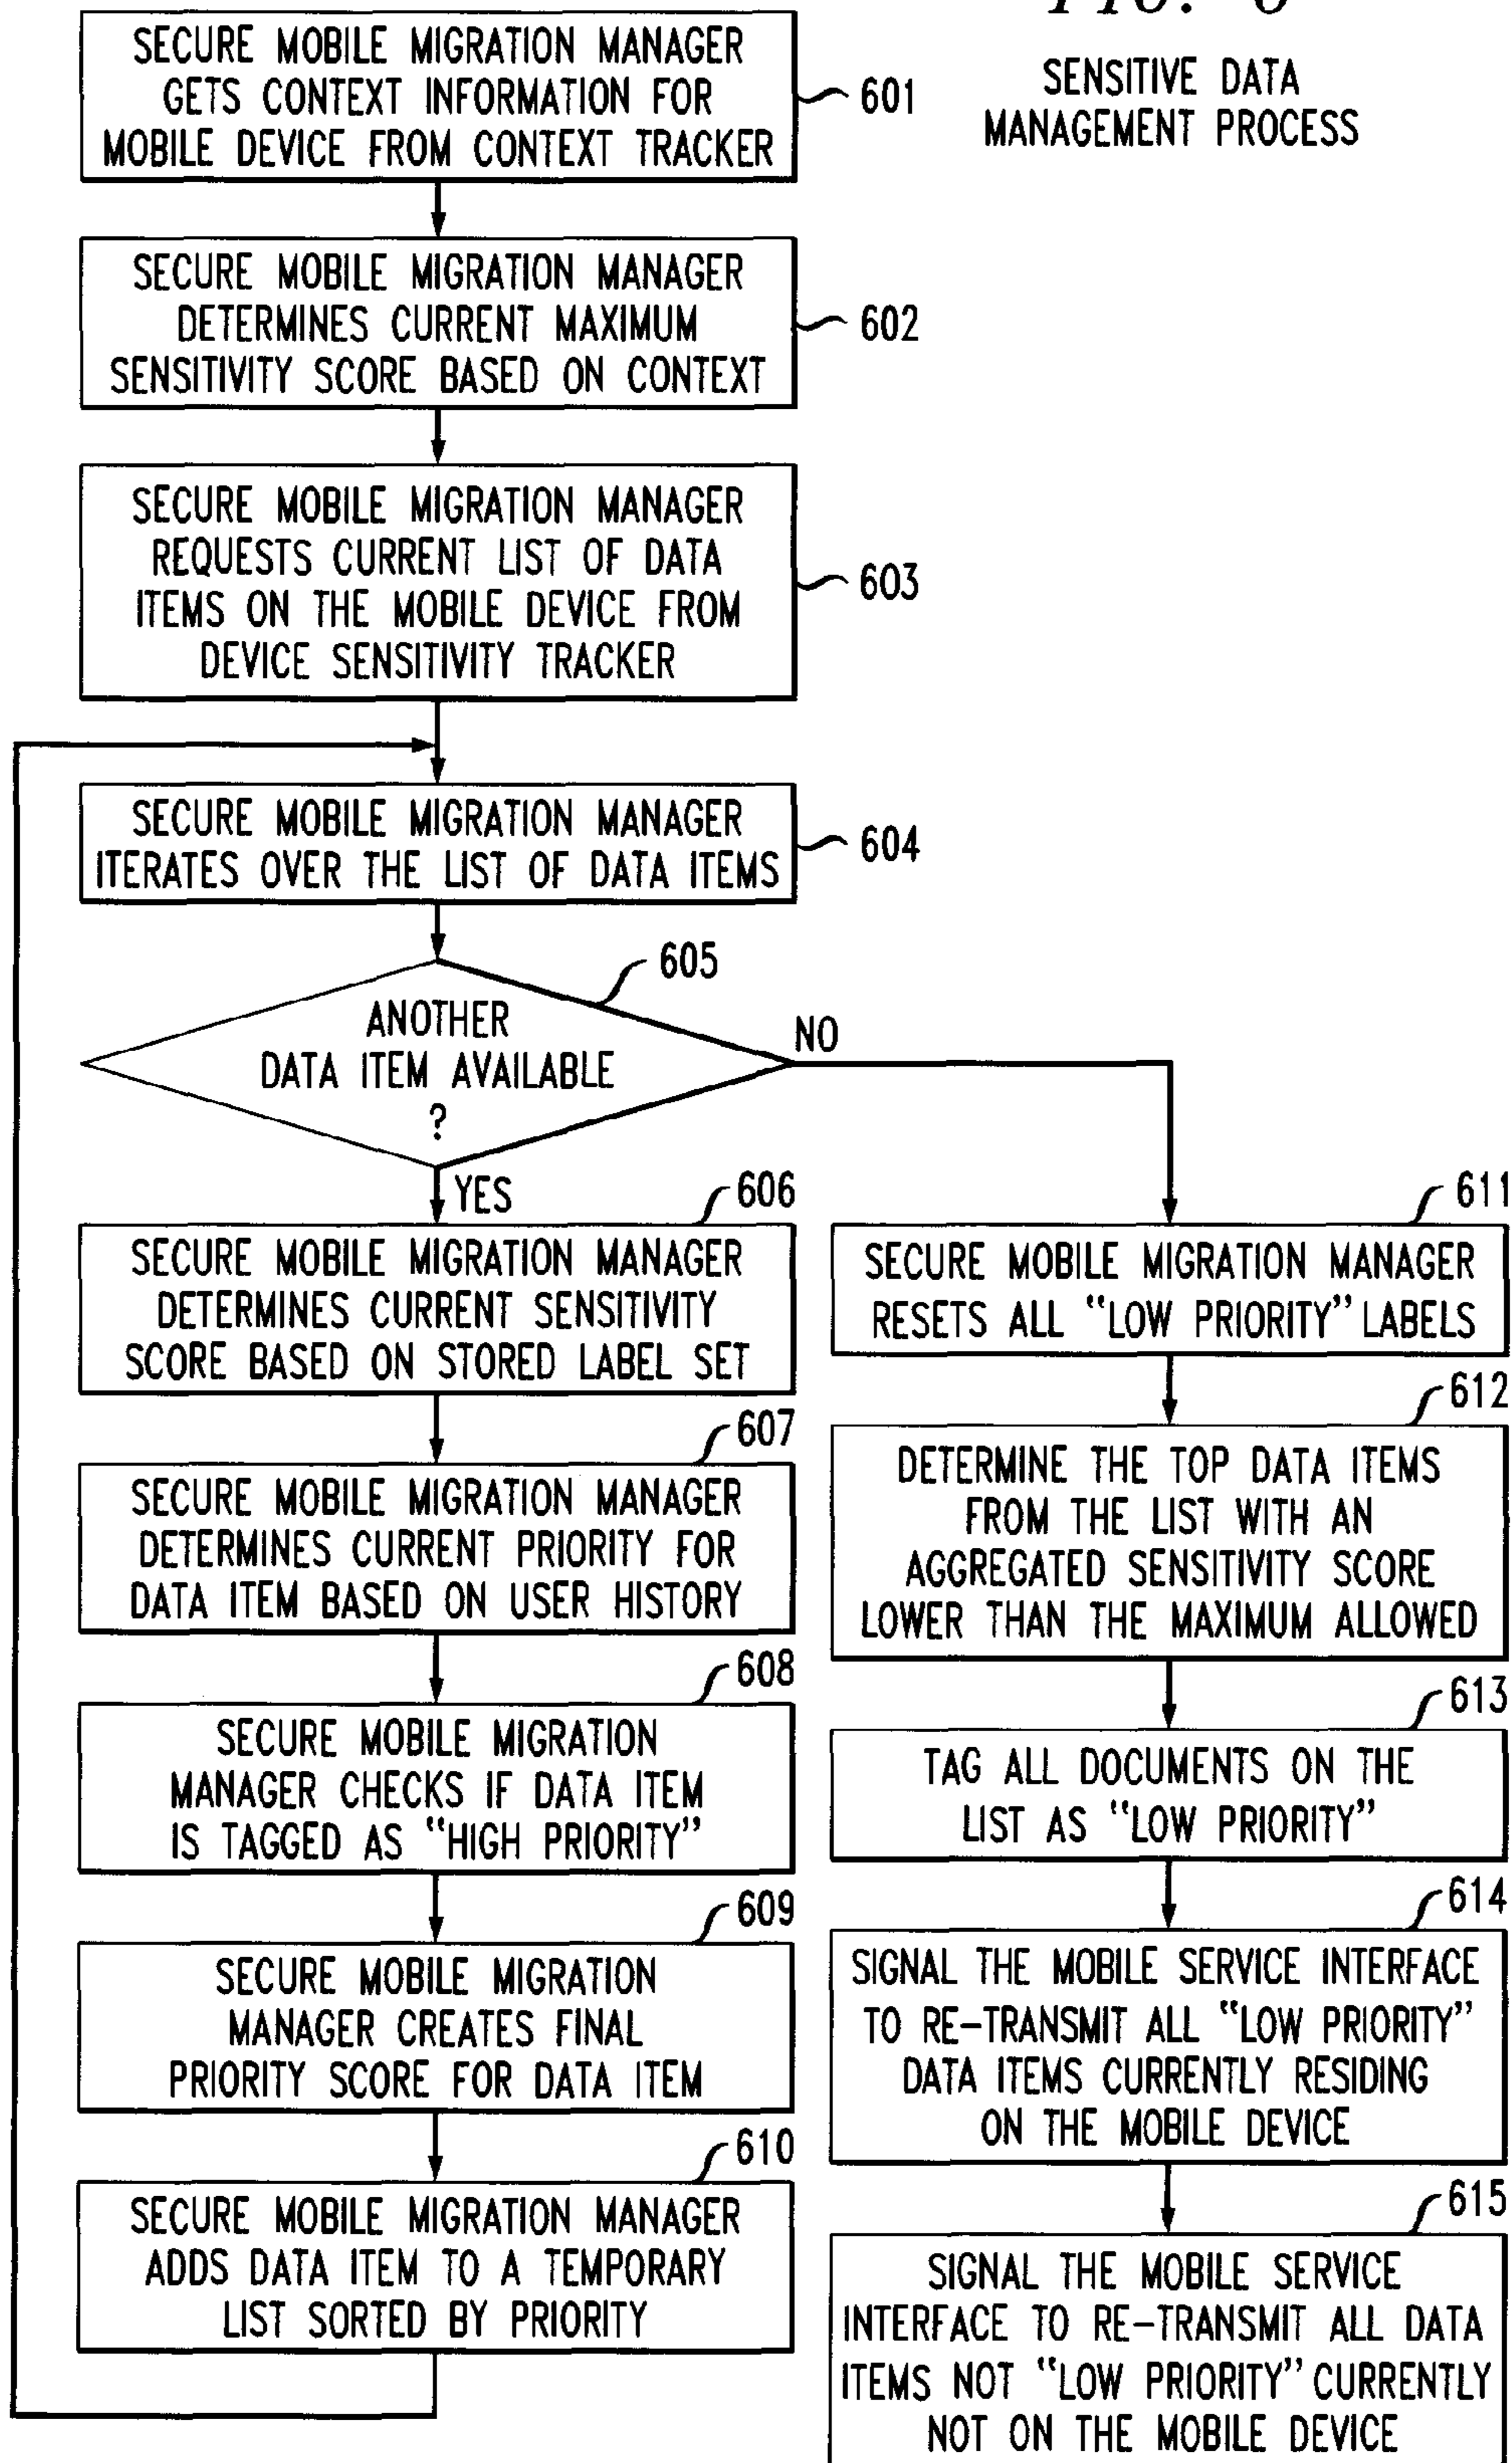 FIG. 6
SENSITIVE DATA
MANAGEMENT PROCESS
SECURE MOBILE MIGRATION MANAGER
GETS CONTEXT INFORMATION FOR
MOBILE DEVICE FROM CONTEXT TRACKER
601
SECURE MOBILE MIGRATION MANAGER
DETERMINES CURRENT MAXIMUM
SENSITIVITY SCORE BASED ON CONTEXT
602
SECURE MOBILE MIGRATION MANAGER
REQUESTS CURRENT LIST OF DATA
ITEMS ON THE MOBILE DEVICE FROM
DEVICE SENSITIVITY TRACKER
603
SECURE MOBILE MIGRATION MANAGER
ITERATES OVER THE LIST OF DATA ITEMS
604
605
ANOTHER
DATA ITEM AVAILABLE
?
NO
YES
606
SECURE MOBILE MIGRATION MANAGER
DETERMINES CURRENT SENSITIVITY
SCORE BASED ON STORED LABEL SET
607
SECURE MOBILE MIGRATION MANAGER
DETERMINES CURRENT PRIORITY FOR
DATA ITEM BASED ON USER HISTORY
608
SECURE MOBILE MIGRATION
MANAGER CHECKS IF DATA ITEM
IS TAGGED AS "HIGH PRIORITY"
609
SECURE MOBILE MIGRATION
MANAGER CREATES FINAL
PRIORITY SCORE FOR DATA ITEM
610
SECURE MOBILE MIGRATION MANAGER
ADDS DATA ITEM TO A TEMPORARY
LIST SORTED BY PRIORITY
611
SECURE MOBILE MIGRATION MANAGER
RESETS ALL "LOW PRIORITY" LABELS
612
DETERMINE THE TOP DATA ITEMS
FROM THE LIST WITH AN
AGGREGATED SENSITIVITY SCORE
LOWER THAN THE MAXIMUM ALLOWED
613
TAG ALL DOCUMENTS ON THE
LIST AS "LOW PRIORITY"
614
SIGNAL THE MOBILE SERVICE INTERFACE
TO RE-TRANSMIT ALL "LOW PRIORITY"
DATA ITEMS CURRENTLY RESIDING
ON THE MOBILE DEVICE
615
SIGNAL THE MOBILE SERVICE
INTERFACE TO RE-TRANSMIT ALL DATA
ITEMS NOT "LOW PRIORITY" CURRENTLY
NOT ON THE MOBILE DEVICE